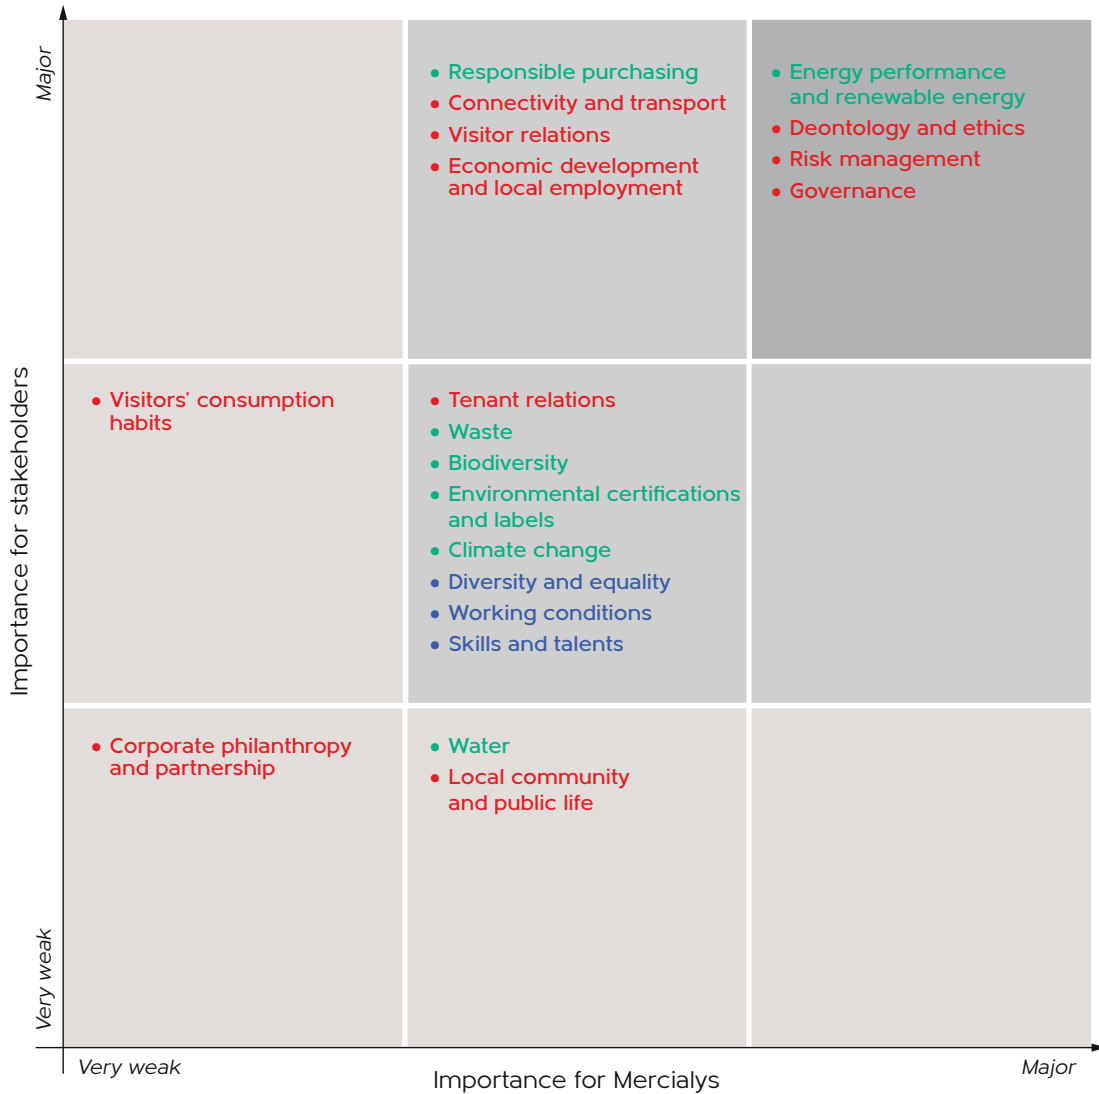 Major
Importance for stakeholders
Very weak
• Responsible purchasing
• Connectivity and transport
• Visitor relations
• Economic development
and local employment
• Energy performance
and renewable energy
• Deontology and ethics
• Risk management
• Governance
• Visitors’ consumption
habits
• Tenant relations
• Waste
• Biodiversity
• Environmental certifications
and labels
• Climate change
• Diversity and equality
• Working conditions
• Skills and talents
• Corporate philanthropy
and partnership
• Water
• Local community
and public life
Very weak
Importance for Mercialys
Major